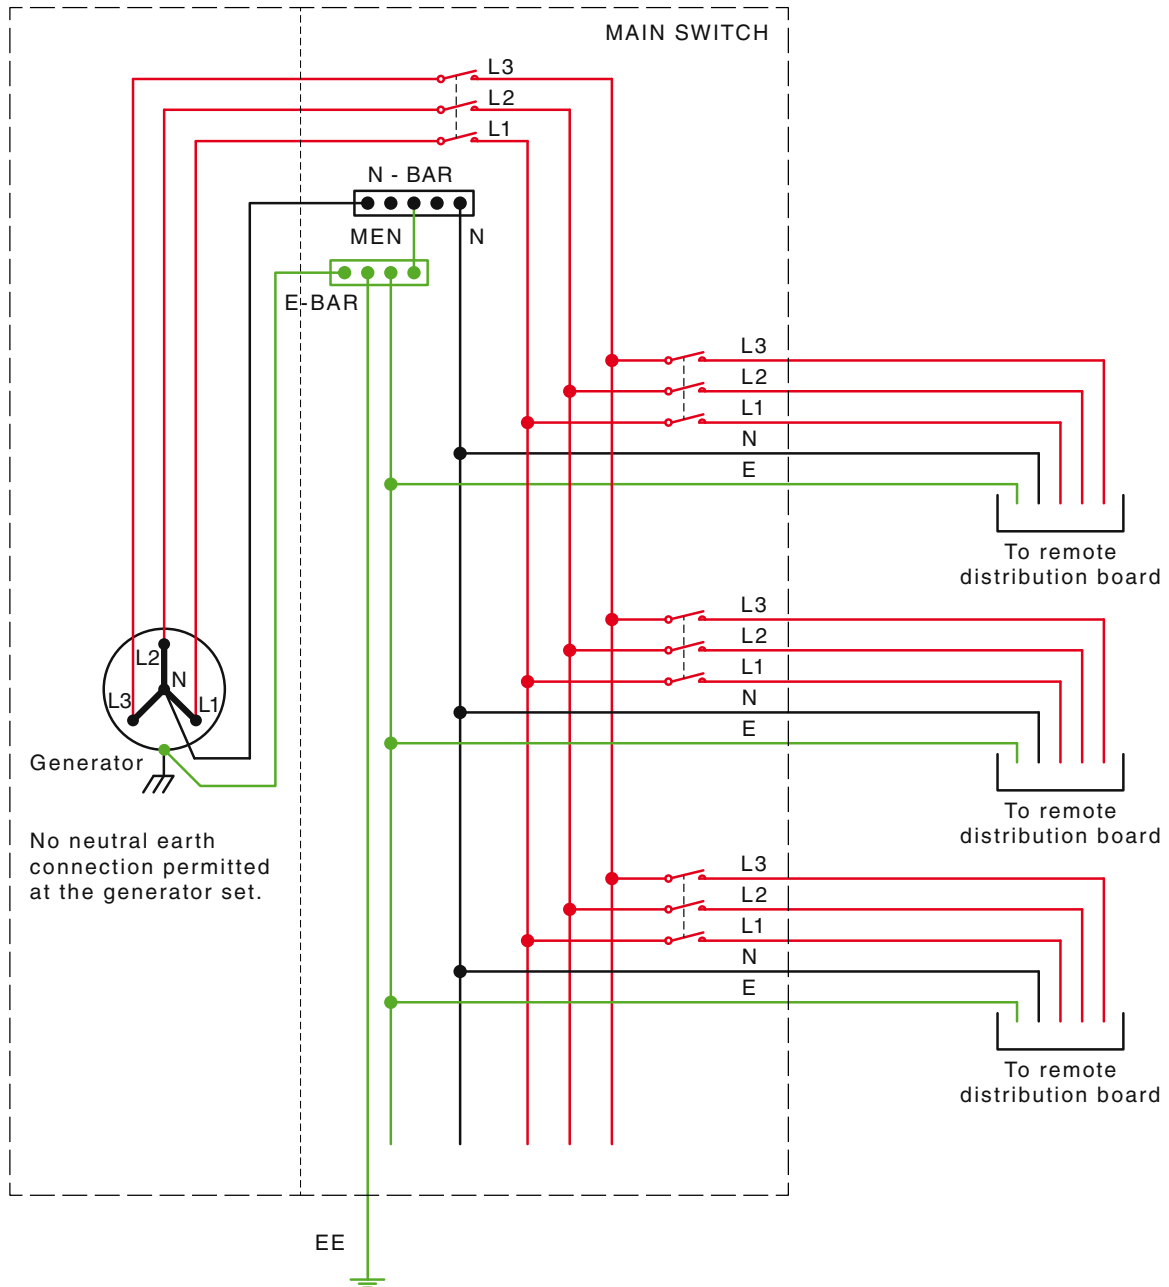 MAIN SWITCH
L3
L2
L1
N - BAR
MEN
N
E-BAR
L3
L2
L1
N
E
To remote
distribution board
L3
L2
L1
N
E
To remote
distribution board
L2
N
L3
L1
Generator
No neutral earth
connection permitted
at the generator set.
L3
L2
L1
N
E
To remote
distribution board
EE